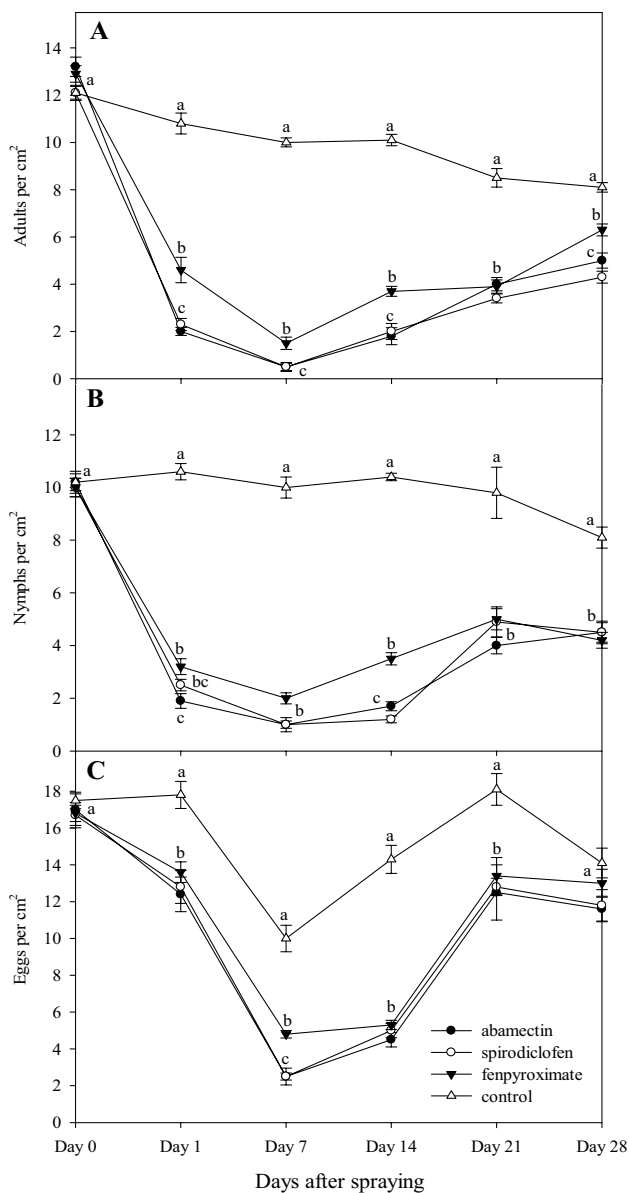 A
14
12
10
8
6
4
2
0
Adults per cm²
a
a
a
a
a
a
b
b
b
b
b
c
c
c
c
B
10
8
6
4
2
0
Nymphs per cm²
a
a
a
a
a
a
b
bc
c
b
b
c
b
b
C
18
16
14
12
10
8
6
4
2
0
Eggs per cm²
a
a
a
a
a
a
b
b
c
b
b
abamectin
spirodiclofen
fenpyroximate
control
Day 0 Day 1 Day 7 Day 14 Day 21 Day 28
Days after spraying